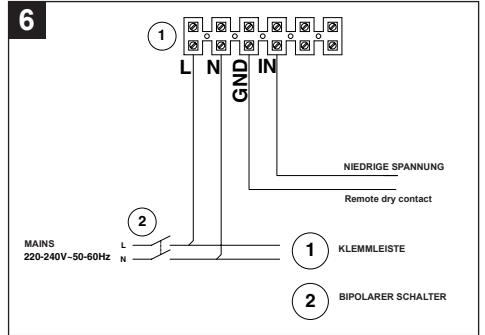 6
1
L N GND IN
NIEDRIGE SPANNUNG
Remote dry contact
2
MAINS
220-240V~50-60Hz
L
N
1 KLEMMLEISTE
2 BIPOLARER SCHALTER